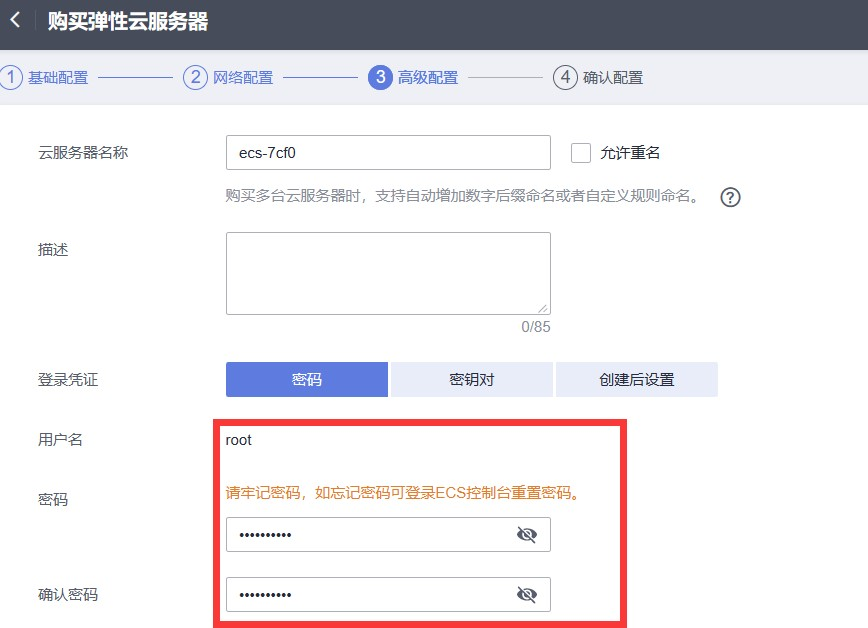 购买弹性云服务器
1 基础配置 2 网络配置 3 高级配置 4 确认配置
云服务器名称 ecs-7cf0 允许重名
购买多台云服务器时，支持自动增加数字后缀命名或者自定义规则命名。 ?
描述
0/85
登录凭证 密码 密钥对 创建后设置
用户名 root
请牢记密码，如忘记密码可登录ECS控制台重置密码。
密码
••••••••••
确认密码 ••••••••••